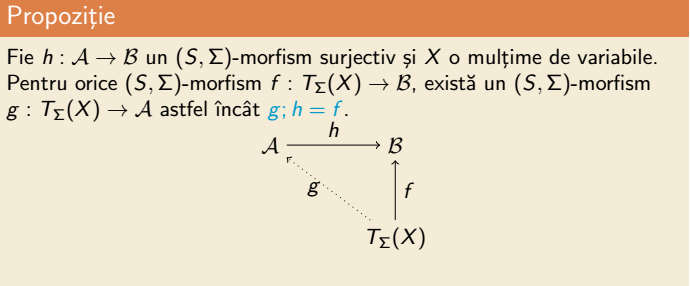 Propoziție
Fie h : 𝒜 → ℬ un (S, Σ)-morfism surjectiv și X o mulțime de variabile.
Pentru orice (S, Σ)-morfism f : T_Σ(X) → ℬ, există un (S, Σ)-morfism
g : T_Σ(X) → 𝒜 astfel încât g; h = f.
h
𝒜 ℬ
g f
T_Σ(X)